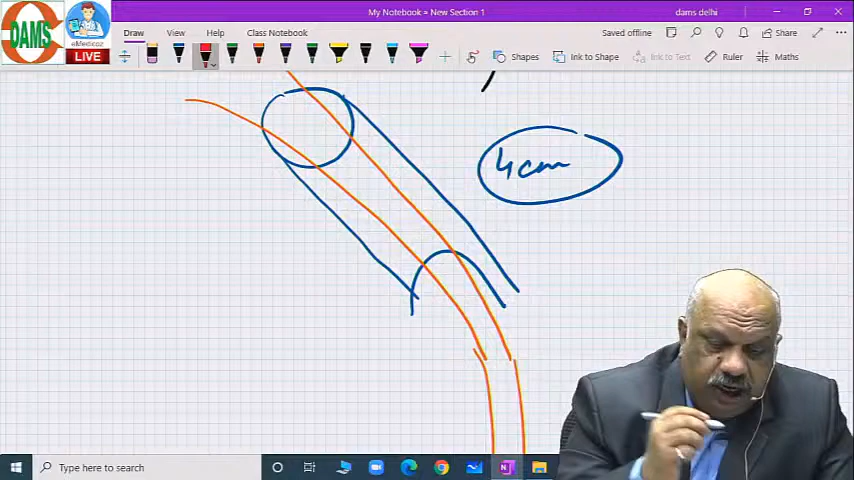 My Notebook » New Section 1
dams delhi
DAMS
eMedicoz
LIVE
Draw
View
Help
Class Notebook
Saved offline
Share
Shapes
Ink to Shape
Ink to Text
Ruler
Maths
4cm
Type here to search